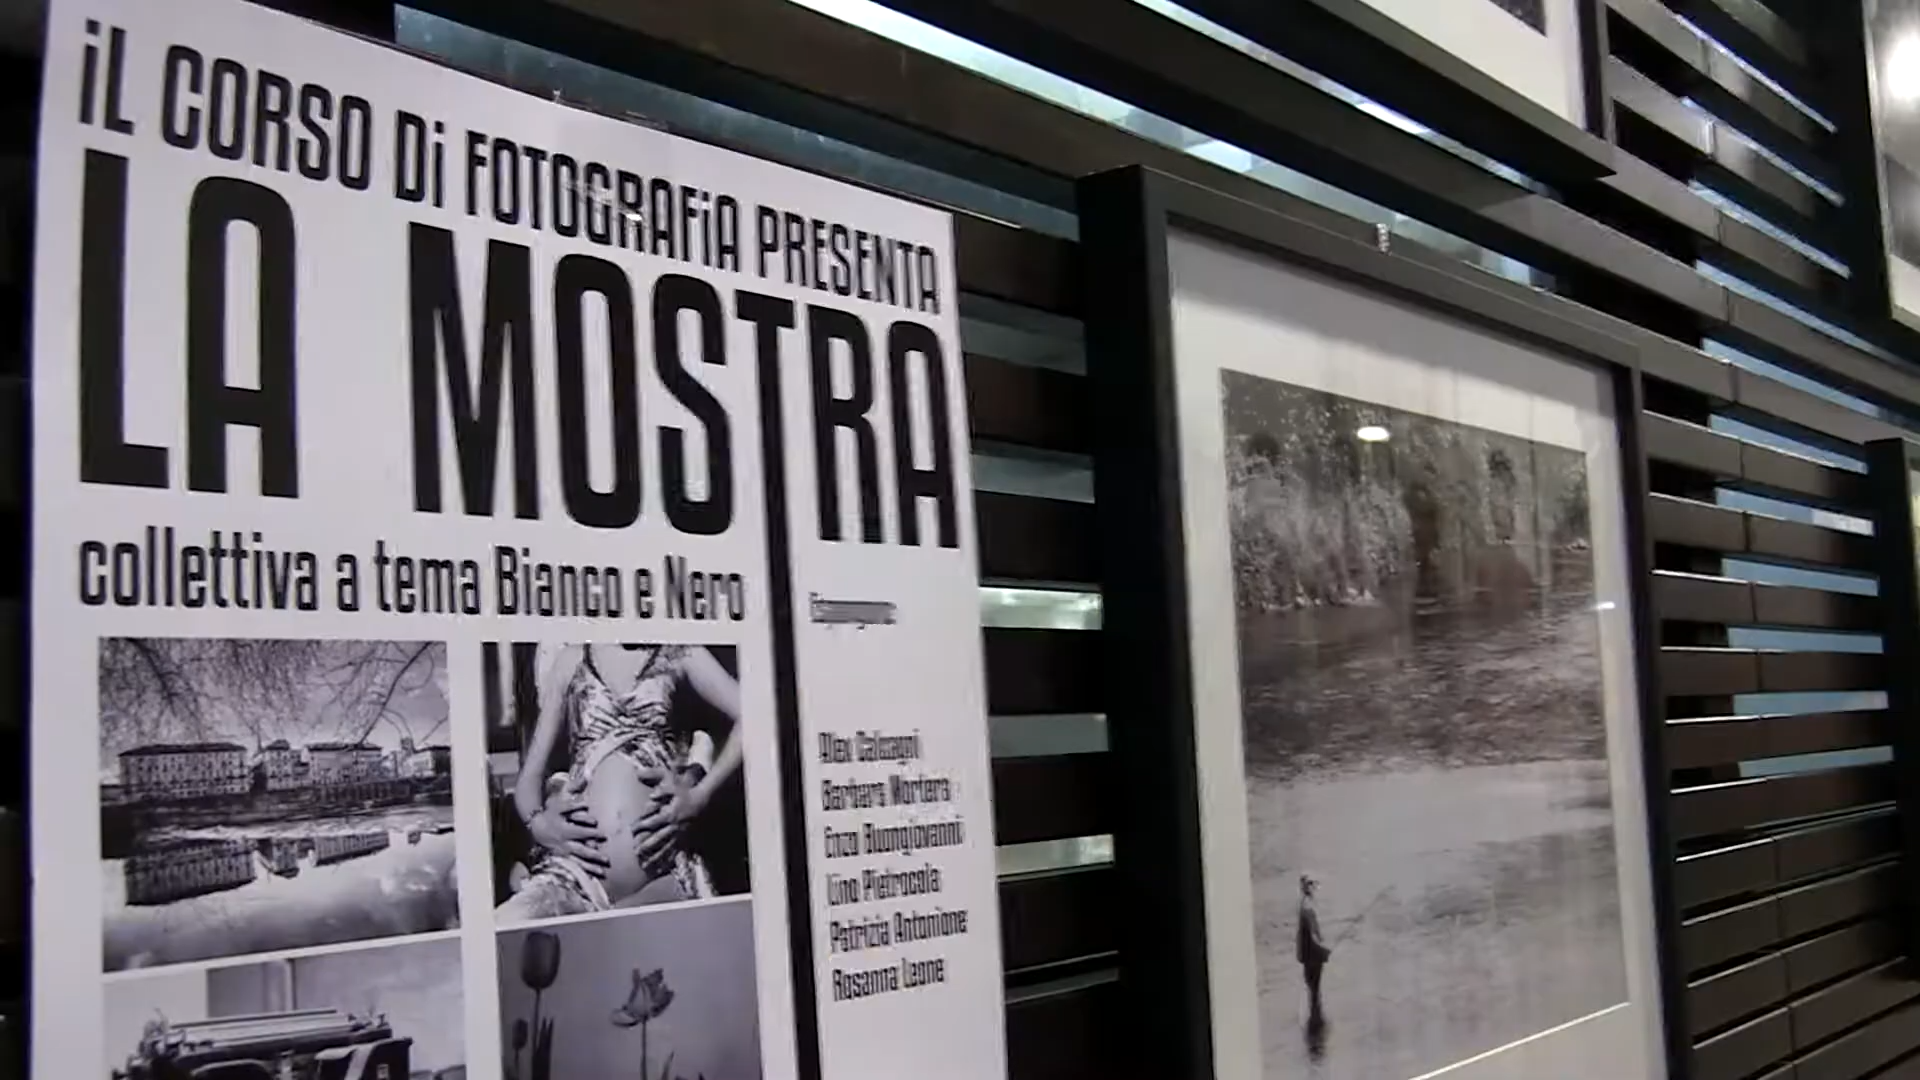 iL CORSO Di FOTOGRAFiA PRESENTA
LA MOSTRA
collettiva a tema Bianco e Nero
Alex Calcagni
Barbara Mortera
Enzo Buongiovanni
Lino Pietrocola
Patrizia Antonione
Rosanna Leone